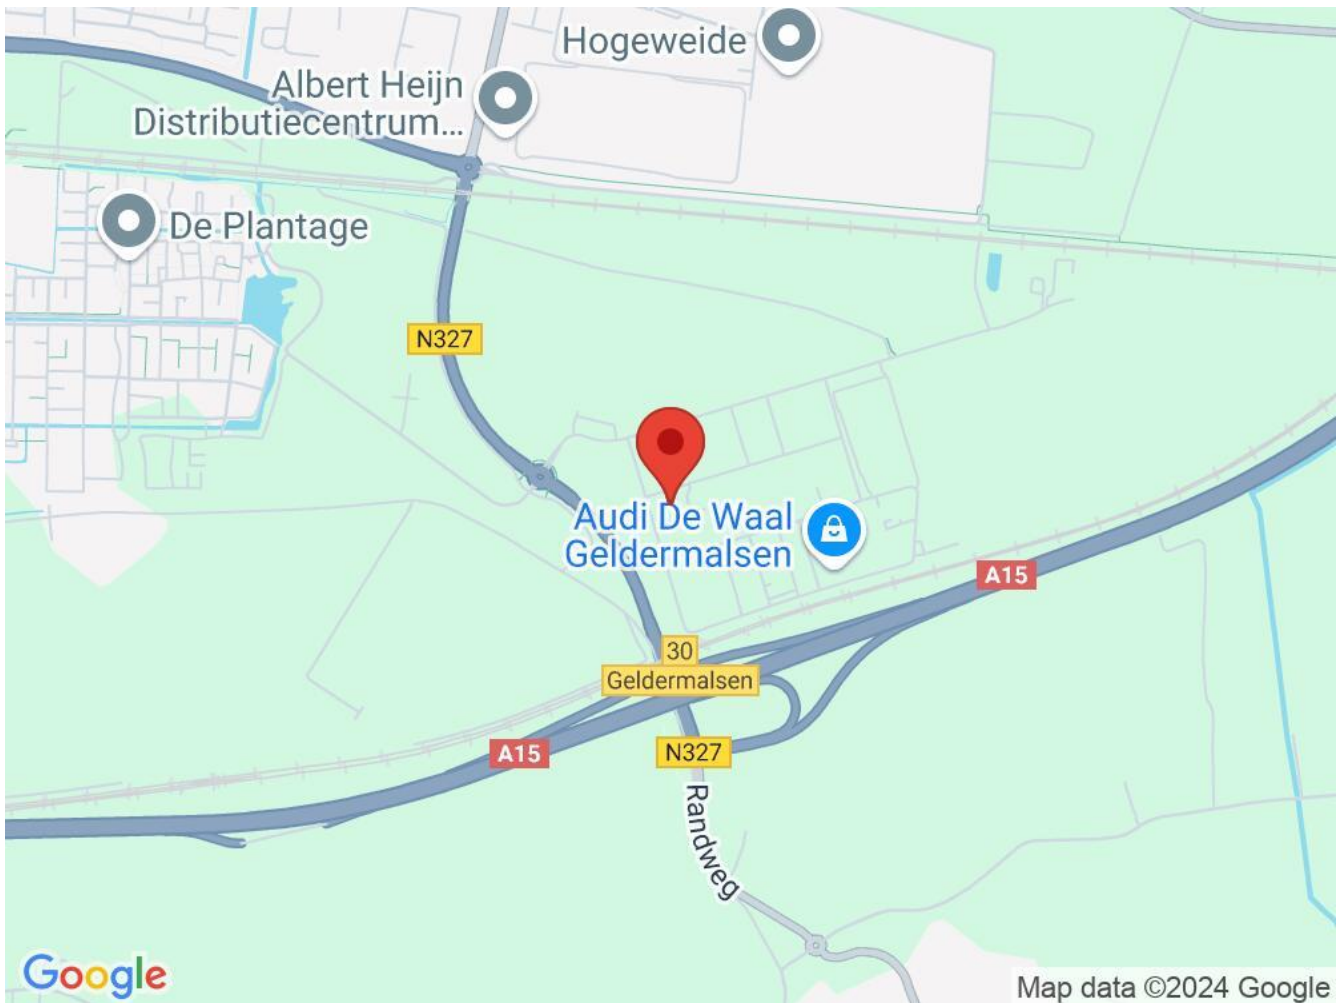 Hogeweide
Albert Heijn
Distributiecentrum...
De Plantage
N327
Audi De Waal
Geldermalsen
A15
30
Geldermalsen
A15
N327
Randweg
Google
Map data ©2024 Google